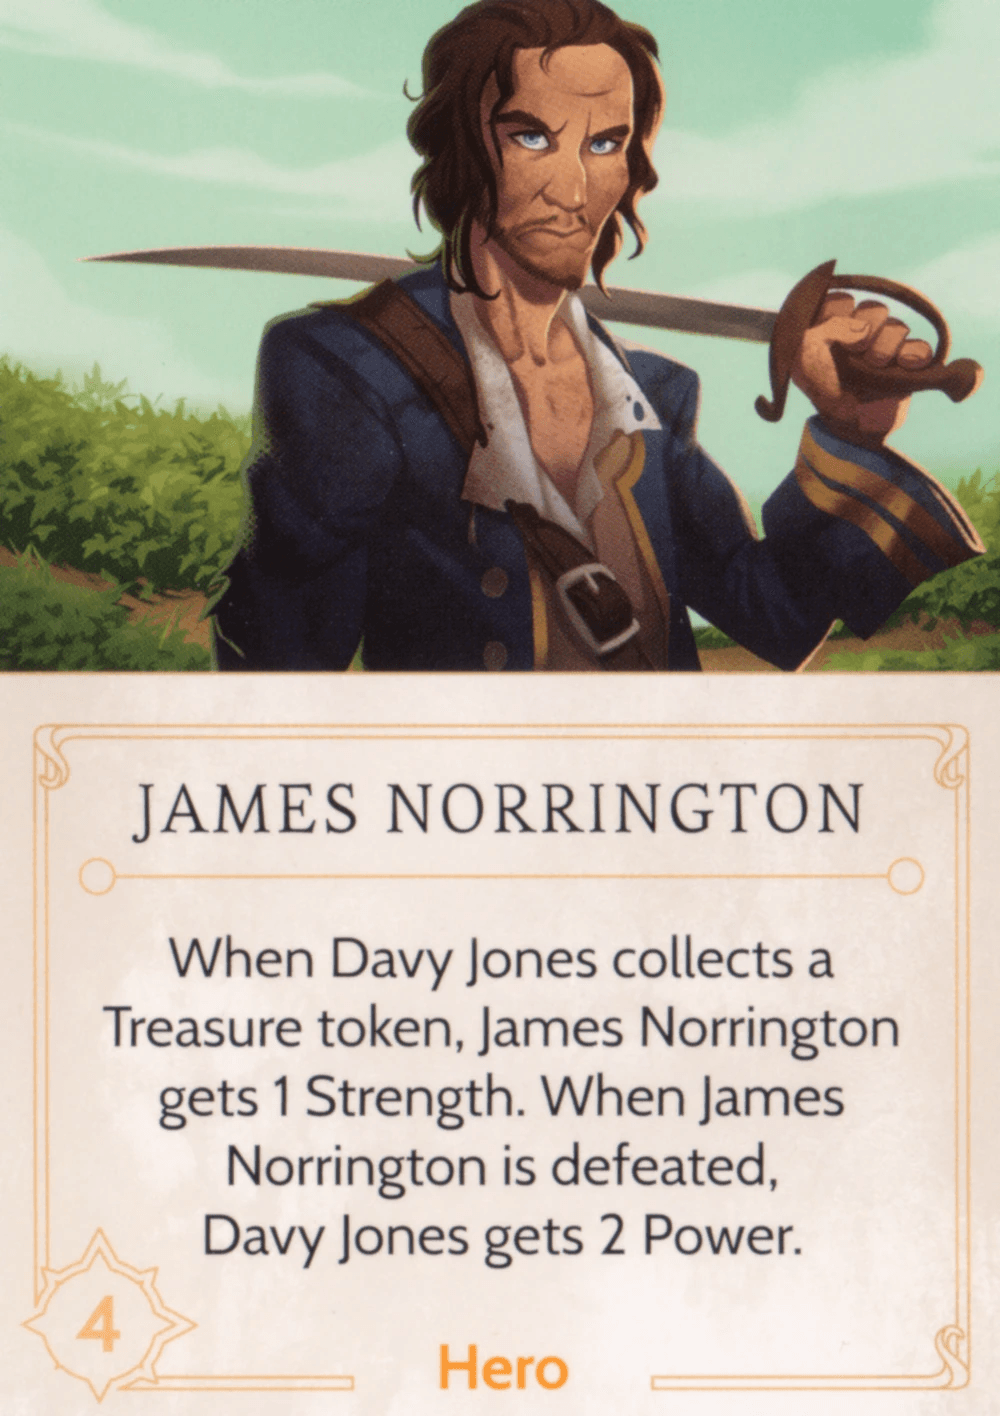 JAMES NORRINGTON
When Davy Jones collects a
Treasure token, James Norrington
gets 1 Strength. When James
Norrington is defeated,
Davy Jones gets 2 Power.
4
Hero